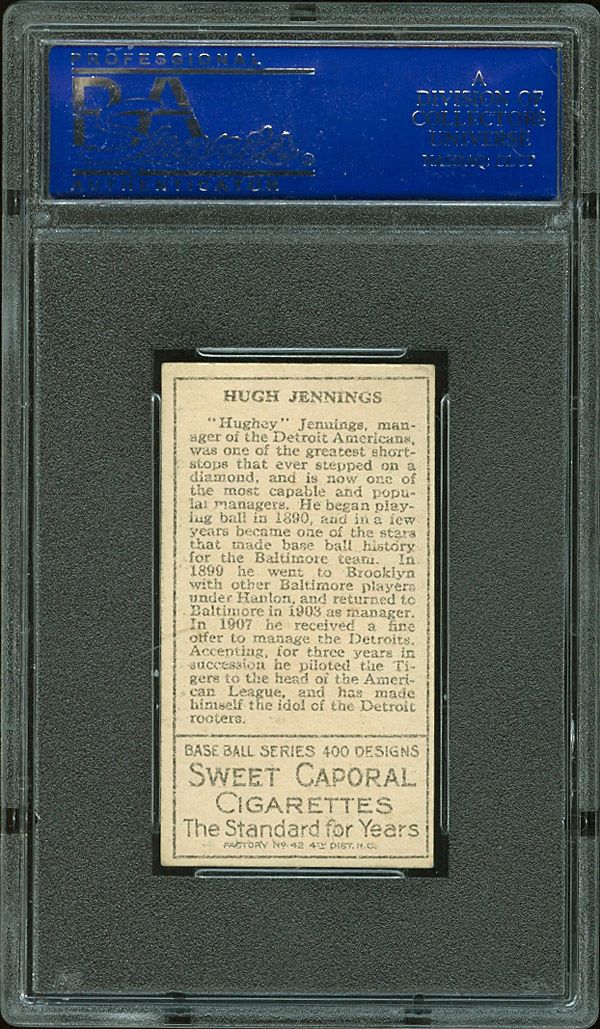 PROFESSIONAL
PSA
AUTHENTICATOR
A
DIVISION OF
COLLECTORS
UNIVERSE
NASDAQ: CLCT
HUGH JENNINGS
"Hughey" Jennings, man-
ager of the Detroit Americans,
was one of the greatest short-
stops that ever stepped on a
diamond, and is now one of
the most capable and popu-
lar managers. He began play-
ing ball in 1890, and in a few
years became one of the stars
that made base ball history
for the Baltimore team. In
1899 he went to Brooklyn
with other Baltimore players
under Hanlon, and returned to
Baltimore in 1903 as manager.
In 1907 he received a fine
offer to manage the Detroits.
Accepting, for three years in
succession he piloted the Ti-
gers to the head of the Ameri-
can League, and has made
himself the idol of the Detroit
rooters.
BASE BALL SERIES 400 DESIGNS
SWEET CAPORAL
CIGARETTES
The Standard for Years
FACTORY No. 42 4TH DIST. N.C.